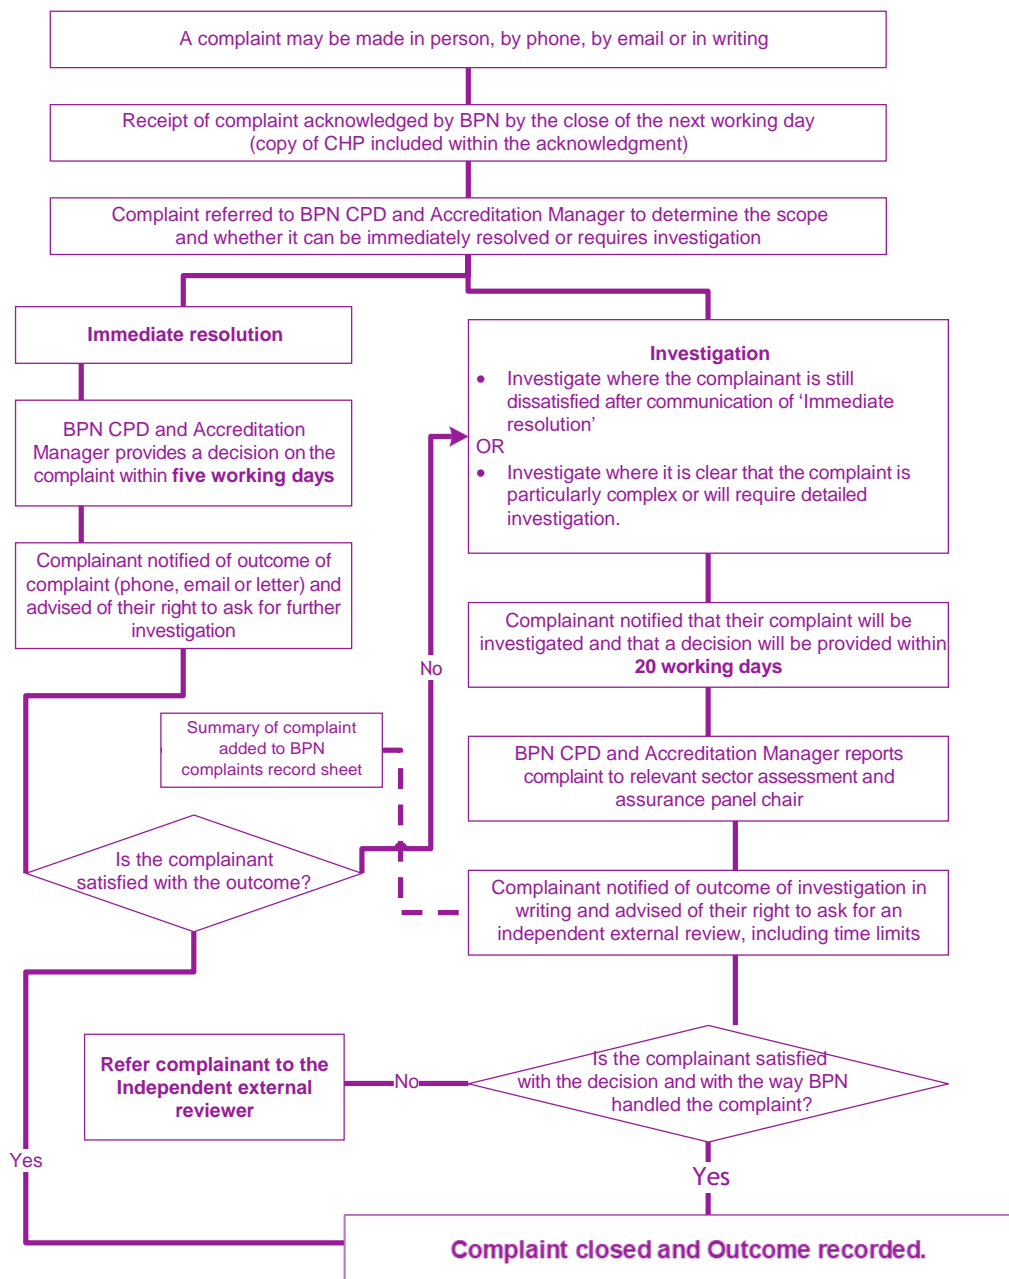 A complaint may be made in person, by phone, by email or in writing
Receipt of complaint acknowledged by BPN by the close of the next working day
(copy of CHP included within the acknowledgment)
Complaint referred to BPN CPD and Accreditation Manager to determine the scope
and whether it can be immediately resolved or requires investigation
Immediate resolution
BPN CPD and Accreditation
Manager provides a decision on the
complaint within five working days
Complainant notified of outcome of
complaint (phone, email or letter) and
advised of their right to ask for further
investigation
Investigation
• Investigate where the complainant is still
dissatisfied after communication of ‘Immediate
resolution’
OR
• Investigate where it is clear that the complaint is
particularly complex or will require detailed
investigation.
Complainant notified that their complaint will be
investigated and that a decision will be provided within
20 working days
No
Summary of complaint
added to BPN
complaints record sheet
BPN CPD and Accreditation Manager reports
complaint to relevant sector assessment and
assurance panel chair
Is the complainant
satisfied with the outcome?
Complainant notified of outcome of investigation in
writing and advised of their right to ask for an
independent external review, including time limits
Is the complainant satisfied
with the decision and with the way BPN
handled the complaint?
No
Refer complainant to the
Independent external
reviewer
Yes
Yes
Complaint closed and Outcome recorded.